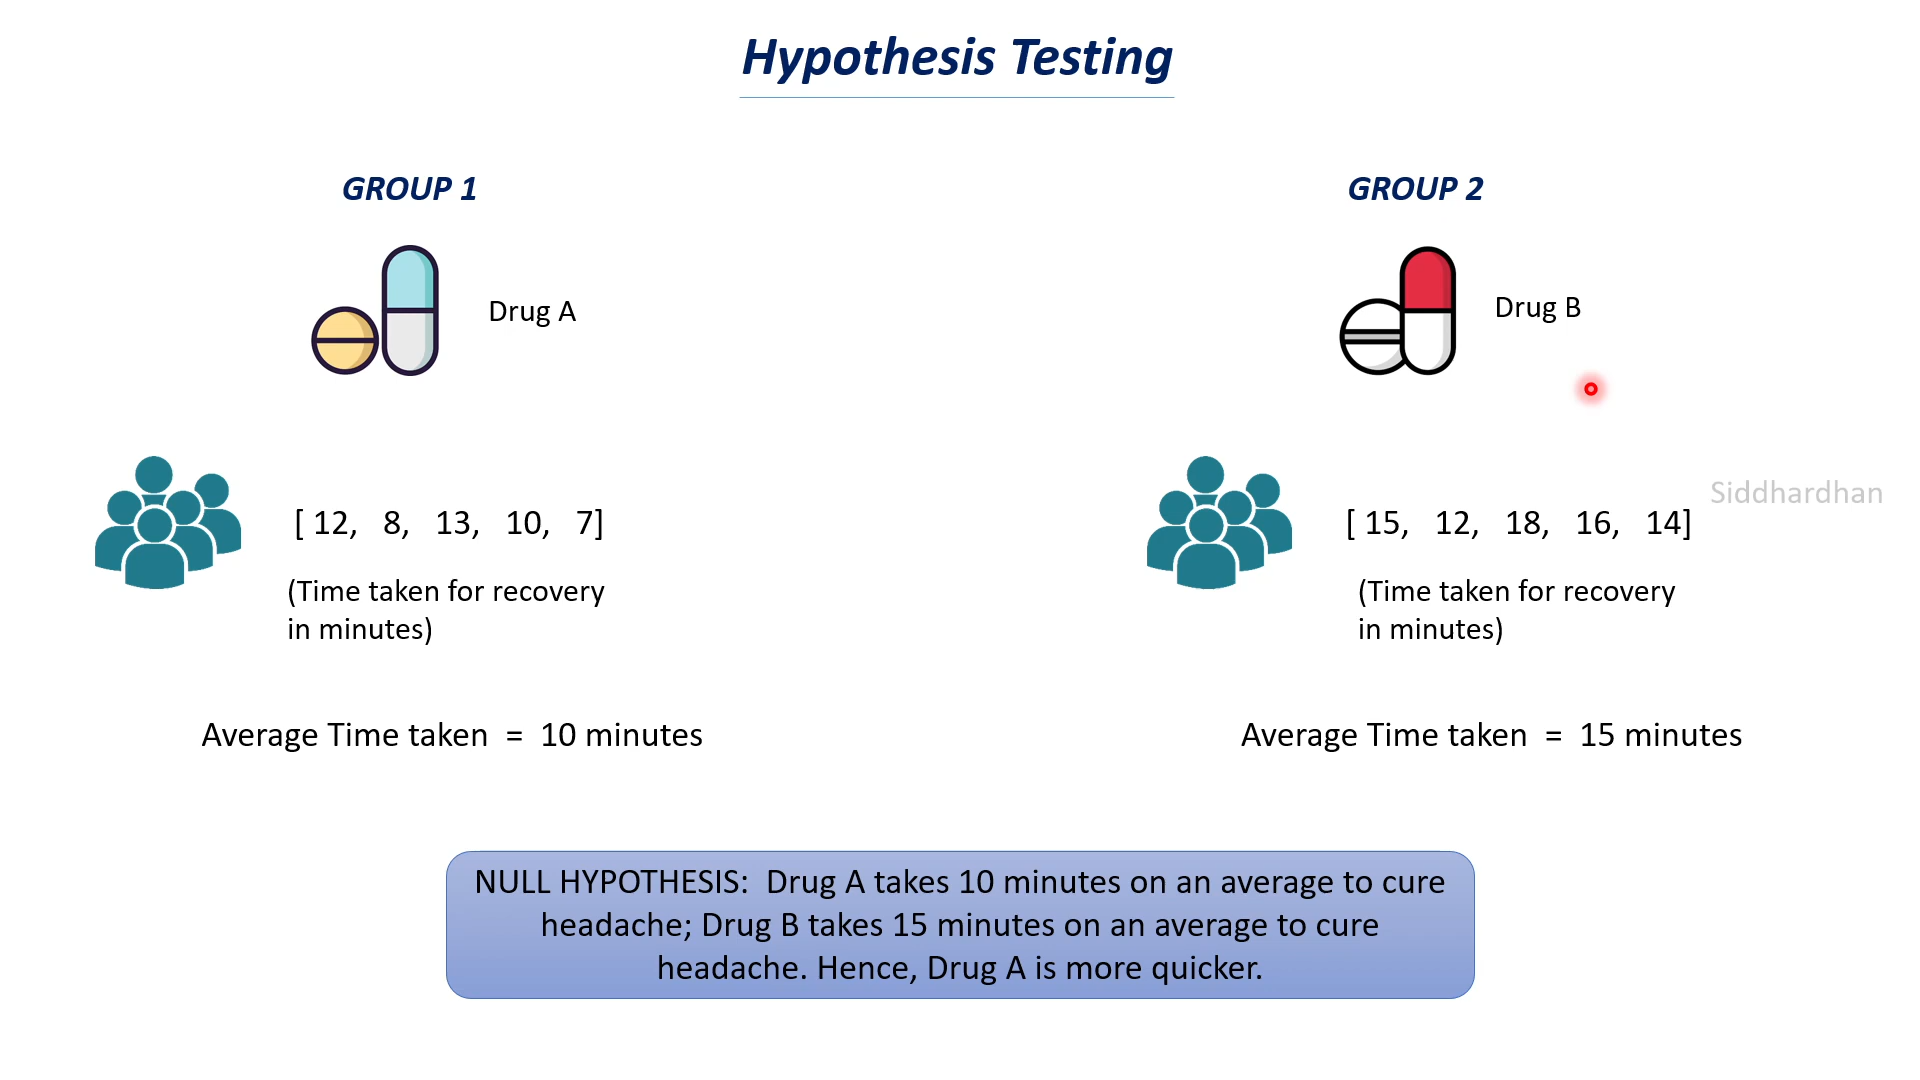 Hypothesis Testing
GROUP 1
Drug A
[ 12, 8, 13, 10, 7]
(Time taken for recovery
in minutes)
Average Time taken = 10 minutes
GROUP 2
Drug B
Siddhardhan
[ 15, 12, 18, 16, 14]
(Time taken for recovery
in minutes)
Average Time taken = 15 minutes
NULL HYPOTHESIS: Drug A takes 10 minutes on an average to cure
headache; Drug B takes 15 minutes on an average to cure
headache. Hence, Drug A is more quicker.